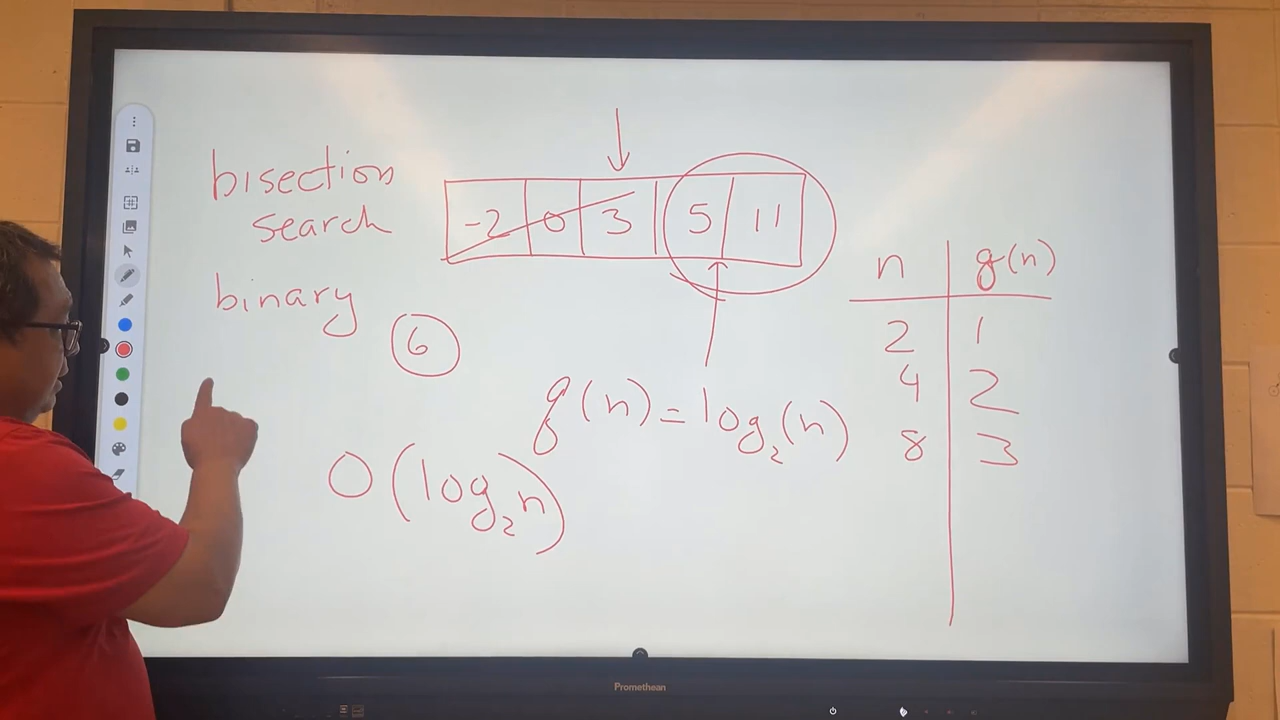 bisection
search
binary
-2 0 3 5 11
6
g(n) = log₂(n)
O(log₂n)
n g(n)
2 1
4 2
8 3
Promethean